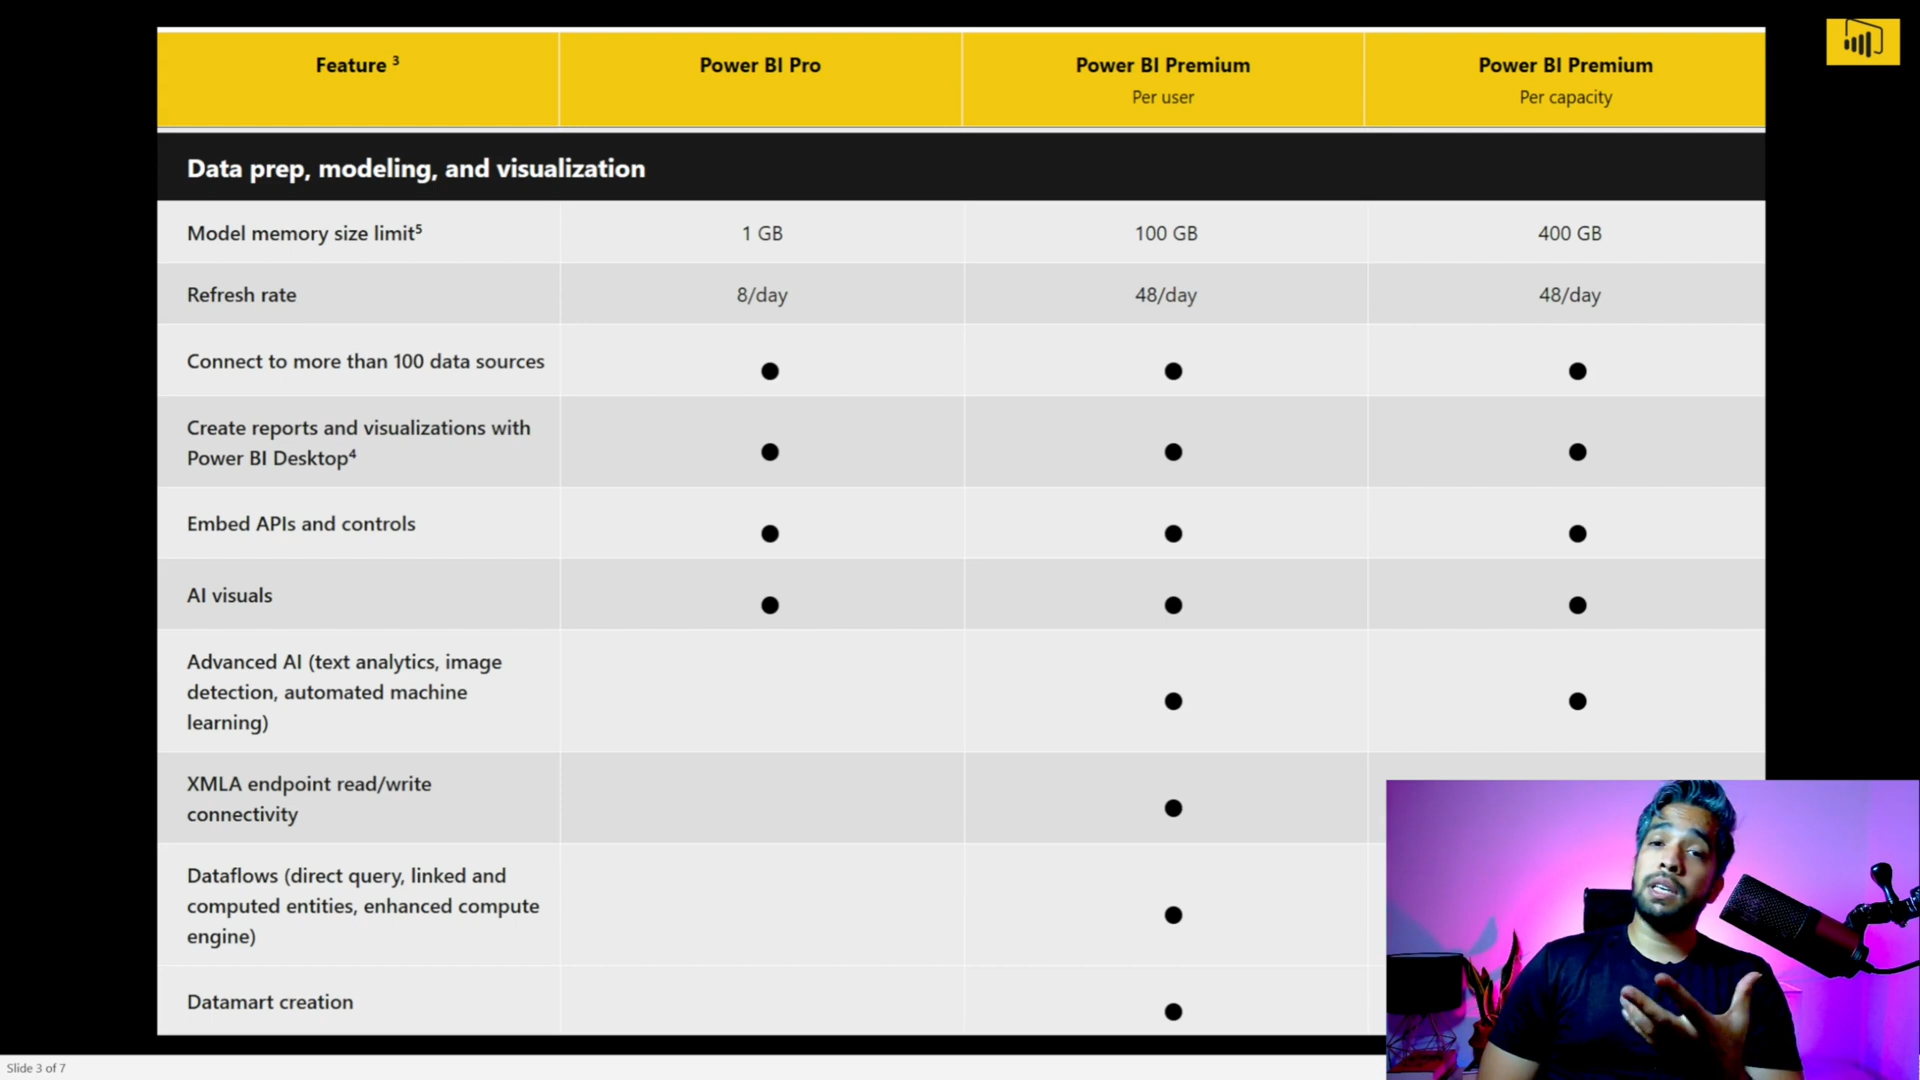 Feature ³ Power BI Pro Power BI Premium Power BI Premium
Per user Per capacity
Data prep, modeling, and visualization
Model memory size limit⁵ 1 GB 100 GB 400 GB
Refresh rate 8/day 48/day 48/day
Connect to more than 100 data sources
Create reports and visualizations with
Power BI Desktop⁴
Embed APIs and controls
AI visuals
Advanced AI (text analytics, image
detection, automated machine
learning)
XMLA endpoint read/write
connectivity
Dataflows (direct query, linked and
computed entities, enhanced compute
engine)
Datamart creation
Slide 3 of 7